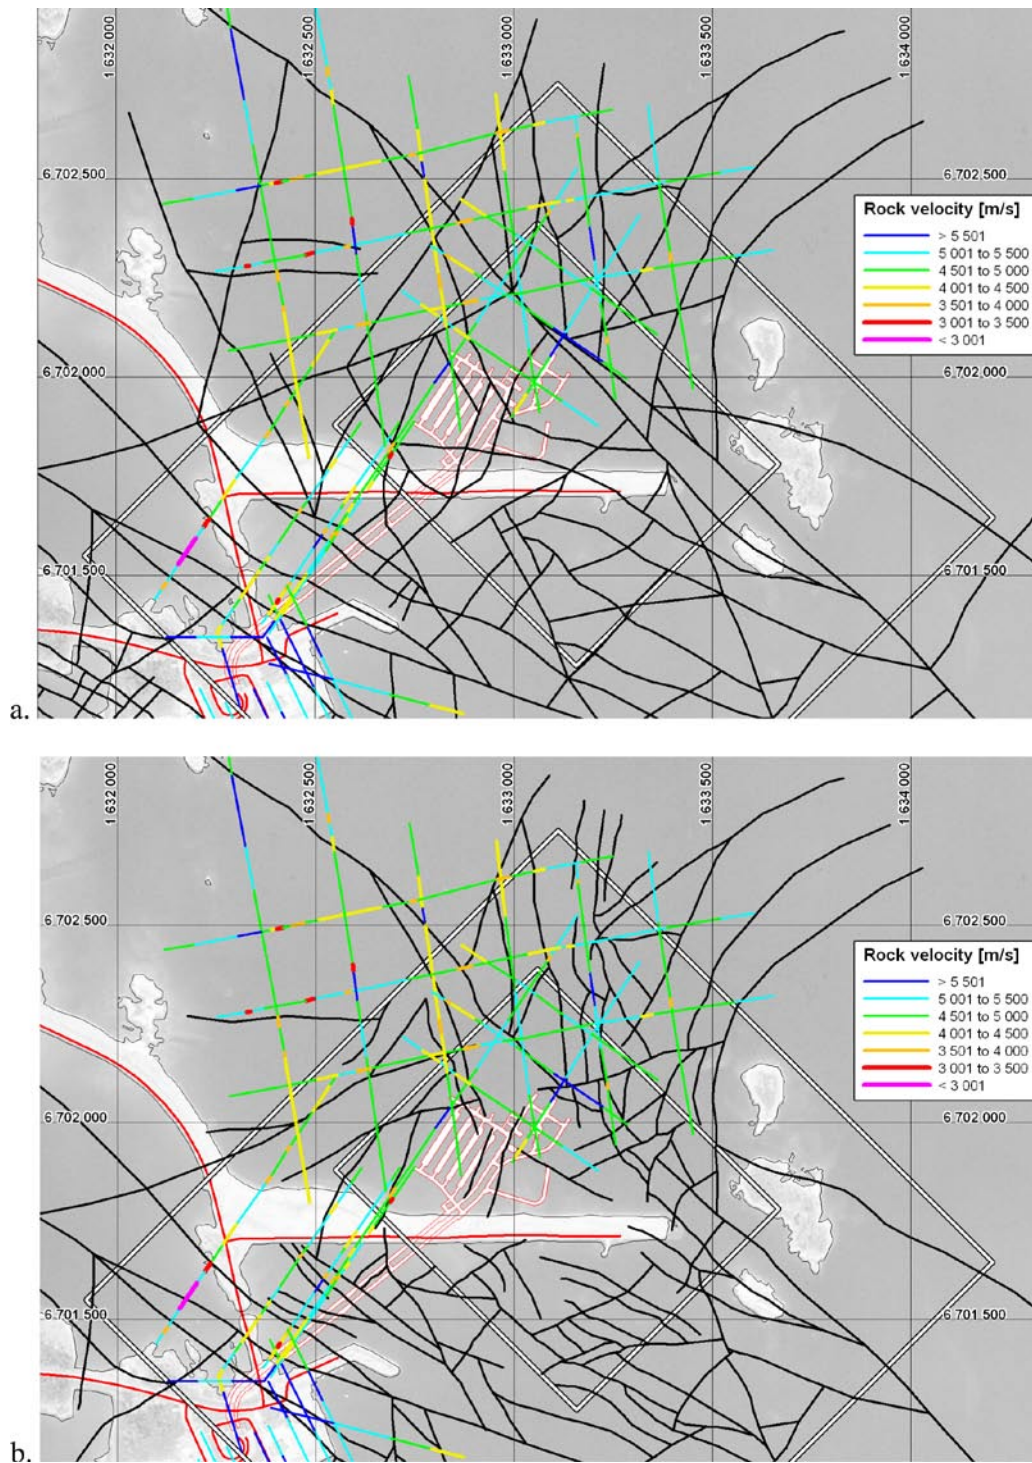 1 632 000
1 632 500
1 633 000
1 633 500
1 634 000
6 702 500
6 702 500
Rock velocity [m/s]
> 5 501
5 001 to 5 500
4 501 to 5 000
4 001 to 4 500
3 501 to 4 000
3 001 to 3 500
< 3 001
6 702 000
6 702 000
6 701 500
6 701 500
a.
1 632 000
1 632 500
1 633 000
1 633 500
1 634 000
6 702 500
6 702 500
Rock velocity [m/s]
> 5 501
5 001 to 5 500
4 501 to 5 000
4 001 to 4 500
3 501 to 4 000
3 001 to 3 500
< 3 001
6 702 000
6 702 000
6 701 500
6 701 500
b.